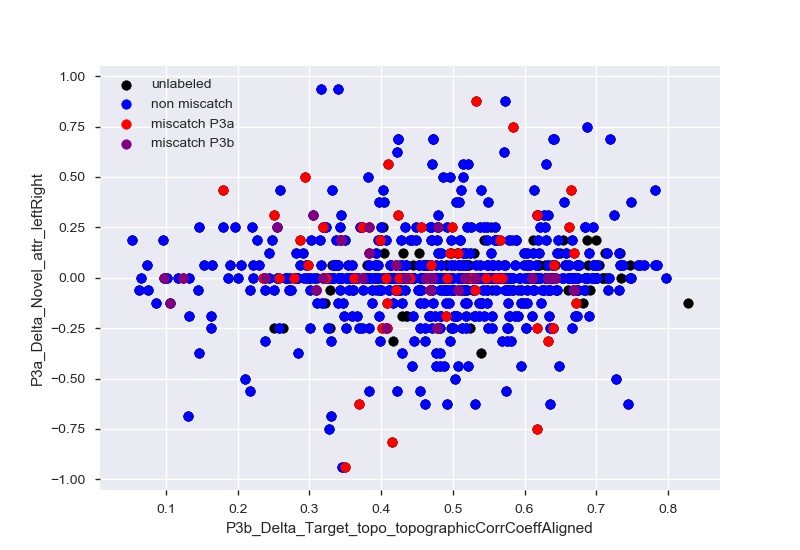 1.00
0.75
0.50
0.25
0.00
−0.25
−0.50
−0.75
−1.00
P3a_Delta_Novel_attr_leftRight
unlabeled
non miscatch
miscatch P3a
miscatch P3b
0.1 0.2 0.3 0.4 0.5 0.6 0.7 0.8
P3b_Delta_Target_topo_topographicCorrCoeffAligned